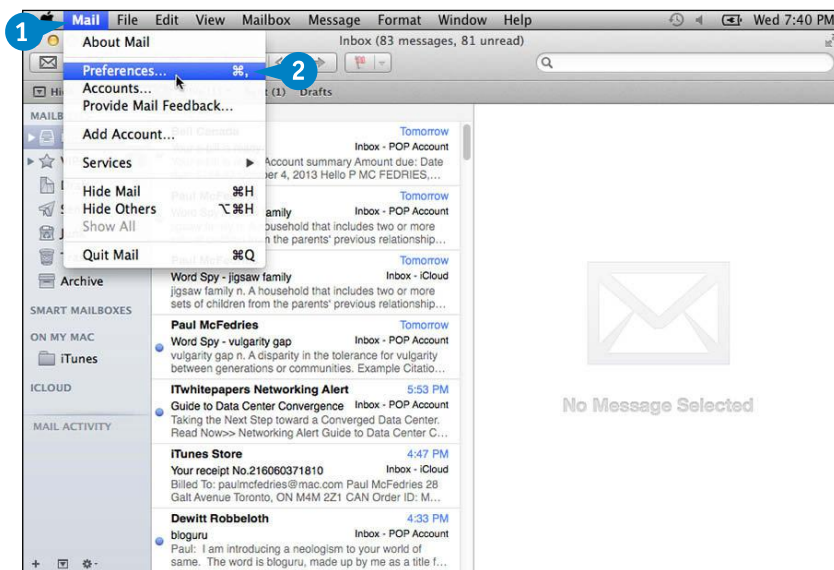 Mail File Edit View Mailbox Message Format Window Help Wed 7:40 PM
1
About Mail
Inbox (83 messages, 81 unread)
Preferences... ⌘,
2
Accounts...
(1) Drafts
Provide Mail Feedback...
MAILB
Add Account...
Tomorrow
Inbox - POP Account
Services
Account summary Amount due: Date
er 4, 2013 Hello P MC FEDRIES,...
Hide Mail ⌘H
Tomorrow
Hide Others ⌥⌘H
amily Inbox - POP Account
Show All
ousehold that includes two or more
n the parents' previous relationship...
Quit Mail ⌘Q
Tomorrow
Archive
Word Spy - jigsaw family Inbox - iCloud
jigsaw family n. A household that includes two or more
sets of children from the parents' previous relationship...
SMART MAILBOXES
Paul McFedries Tomorrow
ON MY MAC
Word Spy - vulgarity gap Inbox - POP Account
vulgarity gap n. A disparity in the tolerance for vulgarity
between generations or communities. Example Citatio...
iTunes
ICLOUD
ITwhitepapers Networking Alert 5:53 PM
Guide to Data Center Convergence Inbox - POP Account
Taking the Next Step toward a Converged Data Center.
Read Now>> Networking Alert Guide to Data Center C...
No Message Selected
MAIL ACTIVITY
iTunes Store 4:47 PM
Your receipt No.216060371810 Inbox - iCloud
Billed To: paulmcfedries@mac.com Paul McFedries 28
Galt Avenue Toronto, ON M4M 2Z1 CAN Order ID: M...
Dewitt Robbeloth 4:33 PM
bloguru Inbox - POP Account
Paul: I am introducing a neologism to your world of
same. The word is bloguru, made up by me as a title f...